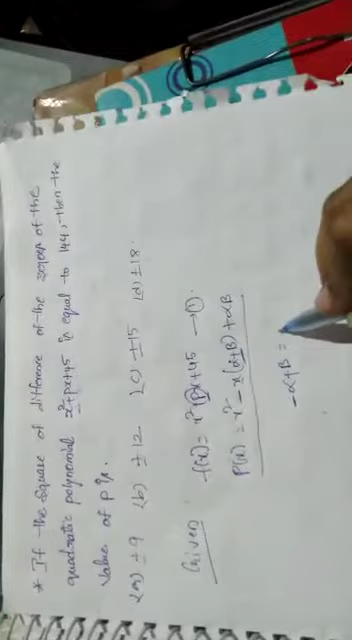 * If the Square of difference of the zeroes of the
quadratic polynomial x²+px+45 is equal to 144, then the
Value of P is.
(a) ±9 (b) ±12 (c) ±15 (d) ±18.
Given f(x) = x²+px+45 → ①.
P(x) = x² - x(α+β) + αβ
-α+β =